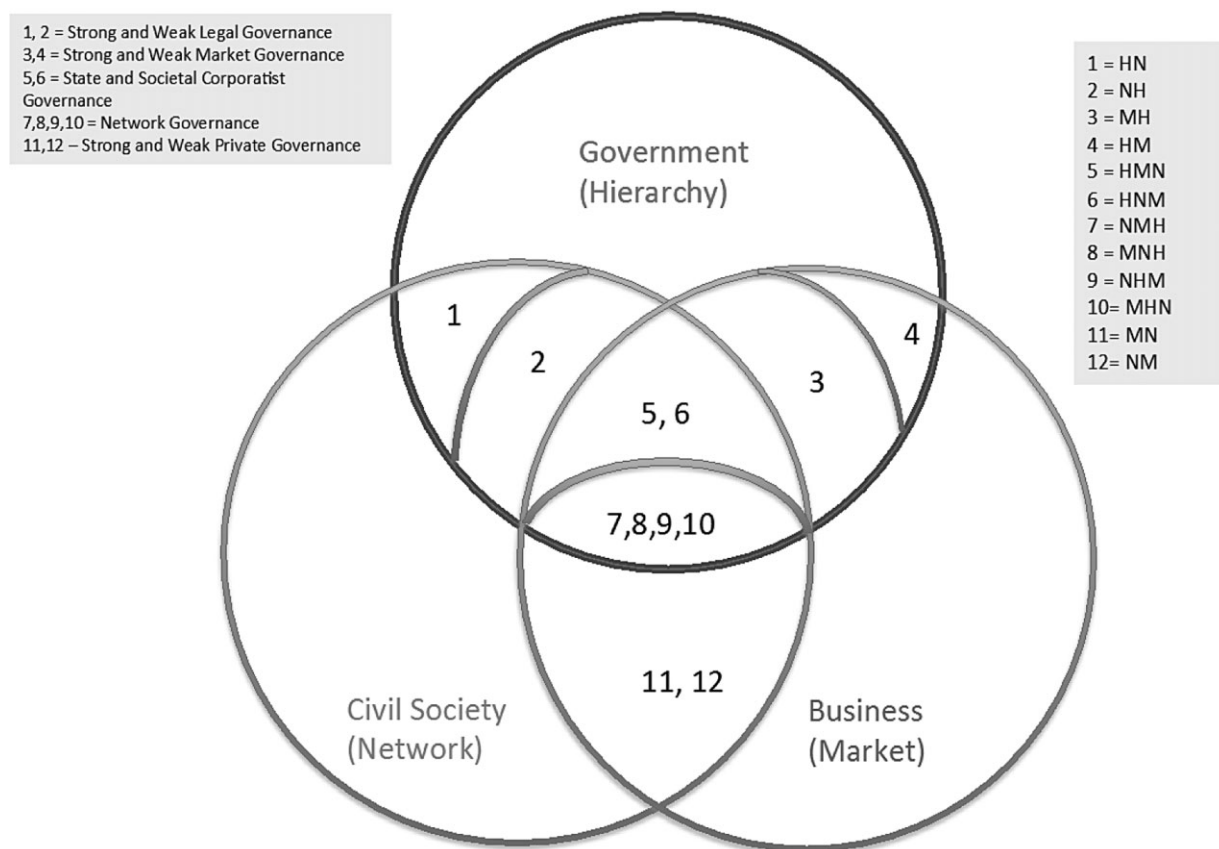 1, 2 = Strong and Weak Legal Governance
3,4 = Strong and Weak Market Governance
5,6 = State and Societal Corporatist
Governance
7,8,9,10 = Network Governance
11,12 – Strong and Weak Private Governance
1 = HN
2 = NH
3 = MH
4 = HM
5 = HMN
6 = HNM
7 = NMH
8 = MNH
9 = NHM
10= MHN
11= MN
12= NM
Government
(Hierarchy)
1
2
3
4
5, 6
7,8,9,10
11, 12
Civil Society
(Network)
Business
(Market)